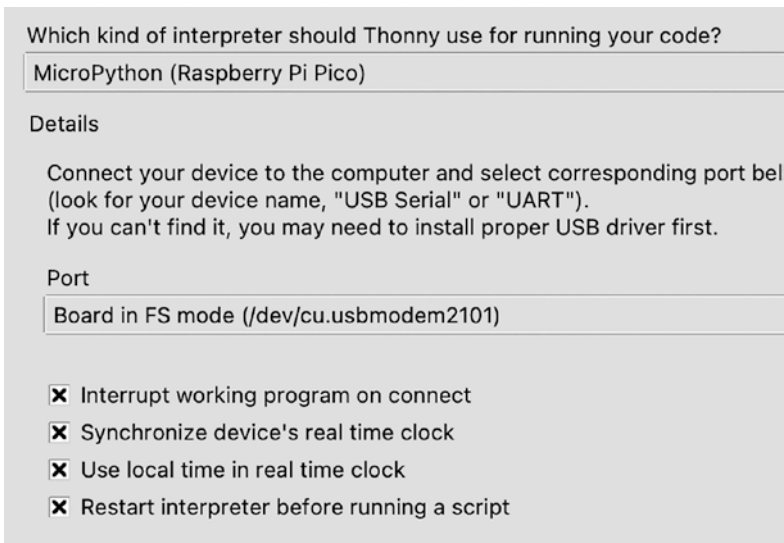 Which kind of interpreter should Thonny use for running your code?
MicroPython (Raspberry Pi Pico)
Details
Connect your device to the computer and select corresponding port bel
(look for your device name, "USB Serial" or "UART").
If you can't find it, you may need to install proper USB driver first.
Port
Board in FS mode (/dev/cu.usbmodem2101)
Interrupt working program on connect
Synchronize device's real time clock
Use local time in real time clock
Restart interpreter before running a script